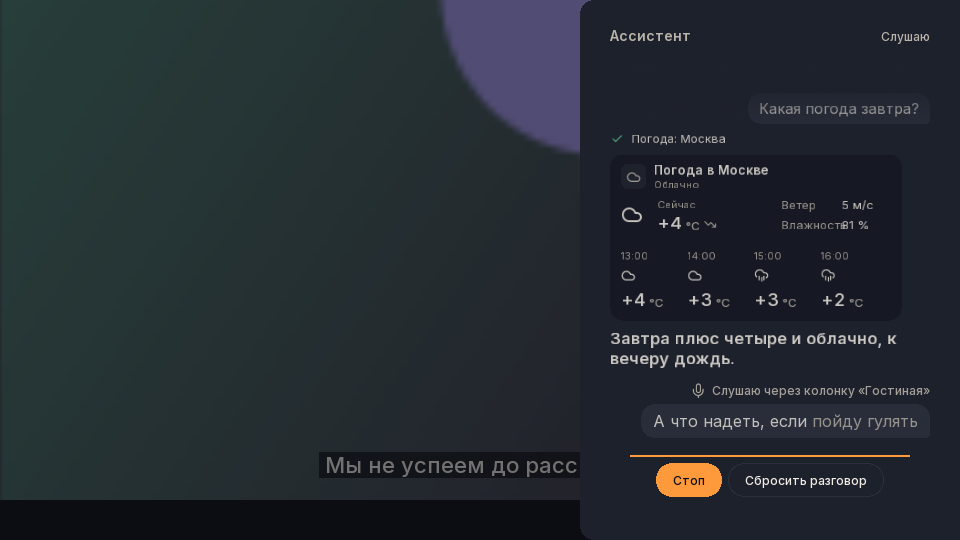 Ассистент
Слушаю
Какая погода завтра?
Погода: Москва
Погода в Москве
Облачно
Сейчас
+4 °C
Ветер 5 м/с
Влажность 81 %
13:00 14:00 15:00 16:00
+4 °C +3 °C +3 °C +2 °C
Завтра плюс четыре и облачно, к
вечеру дождь.
Слушаю через колонку «Гостиная»
А что надеть, если пойду гулять
Мы не успеем до расс
Стоп
Сбросить разговор